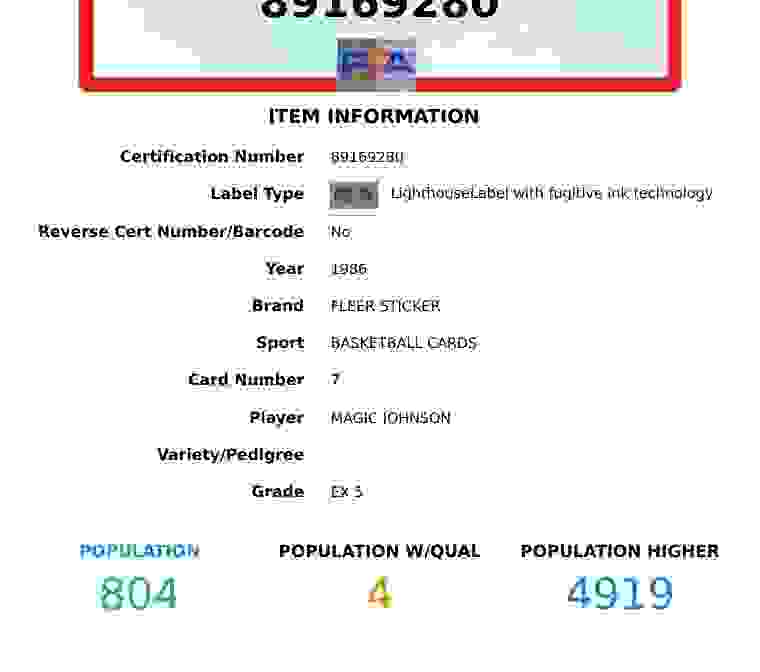 89169280
PSA
ITEM INFORMATION
Certification Number 89169280
Label Type LighthouseLabel with fugitive ink technology
Reverse Cert Number/Barcode No
Year 1986
Brand FLEER STICKER
Sport BASKETBALL CARDS
Card Number 7
Player MAGIC JOHNSON
Variety/Pedigree
Grade EX 5
POPULATION POPULATION W/QUAL POPULATION HIGHER
804 4 4919